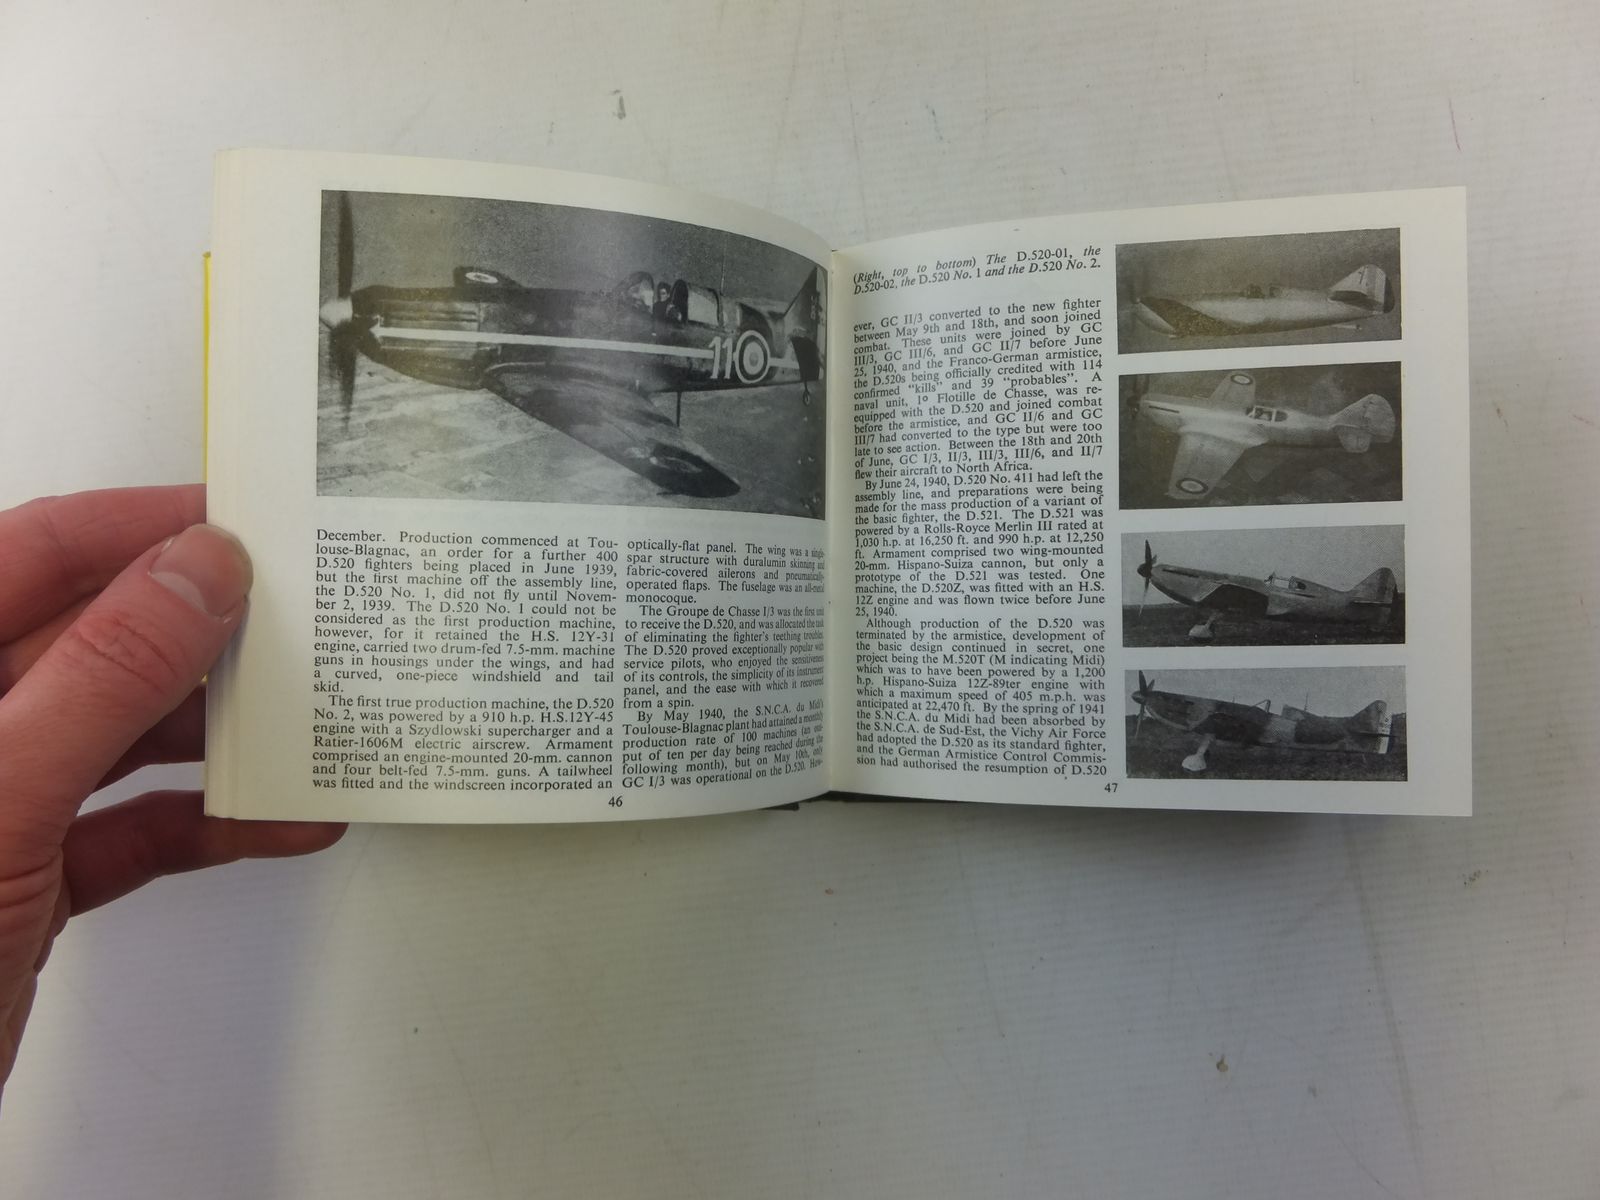 11
December. Production commenced at Tou-
louse-Blagnac, an order for a further 400
D.520 fighters being placed in June 1939,
but the first machine off the assembly line,
the D.520 No. 1, did not fly until Novem-
ber 2, 1939. The D.520 No. 1 could not be
considered as the first production machine,
however, for it retained the H.S. 12Y-31
engine, carried two drum-fed 7.5-mm. machine
guns in housings under the wings, and had
a curved, one-piece windshield and tail
skid.
The first true production machine, the D.520
No. 2, was powered by a 910 h.p. H.S.12Y-45
engine with a Szydlowski supercharger and a
Ratier-1606M electric airscrew. Armament
comprised an engine-mounted 20-mm. cannon
and four belt-fed 7.5-mm. guns. A tailwheel
was fitted and the windscreen incorporated an
optically-flat panel. The wing was a single-
spar structure with duralumin skinning and
fabric-covered ailerons and pneumatically-
operated flaps. The fuselage was an all-metal
monocoque.
The Groupe de Chasse I/3 was the first unit
to receive the D.520, and was allocated the task
of eliminating the fighter's teething troubles.
The D.520 proved exceptionally popular with
service pilots, who enjoyed the sensitiveness
of its controls, the simplicity of its instrument
panel, and the ease with which it recovered
from a spin.
By May 1940, the S.N.C.A. du Midi's
Toulouse-Blagnac plant had attained a monthly
production rate of 100 machines (an out-
put of ten per day being reached during the
following month), but on May 10th, only
GC I/3 was operational on the D.520. How-
46
(Right, top to bottom) The D.520-01, the
D.520-02, the D.520 No. 1 and the D.520 No. 2.
ever, GC II/3 converted to the new fighter
between May 9th and 18th, and soon joined
combat. These units were joined by GC
III/3, GC III/6, and GC II/7 before June
25, 1940, and the Franco-German armistice,
the D.520s being officially credited with 114
confirmed "kills" and 39 "probables". A
naval unit, 1º Flotille de Chasse, was re-
equipped with the D.520 and joined combat
before the armistice, and GC II/6 and GC
III/7 had converted to the type but were too
late to see action. Between the 18th and 20th
of June, GC I/3, II/3, III/3, III/6, and II/7
flew their aircraft to North Africa.
By June 24, 1940, D.520 No. 411 had left the
assembly line, and preparations were being
made for the mass production of a variant of
the basic fighter, the D.521. The D.521 was
powered by a Rolls-Royce Merlin III rated at
1,030 h.p. at 16,250 ft. and 990 h.p. at 12,250
ft. Armament comprised two wing-mounted
20-mm. Hispano-Suiza cannon, but only a
prototype of the D.521 was tested. One
machine, the D.520Z, was fitted with an H.S.
12Z engine and was flown twice before June
25, 1940.
Although production of the D.520 was
terminated by the armistice, development of
the basic design continued in secret, one
project being the M.520T (M indicating Midi)
which was to have been powered by a 1,200
h.p. Hispano-Suiza 12Z-89ter engine with
which a maximum speed of 405 m.p.h. was
anticipated at 22,470 ft. By the spring of 1941
the S.N.C.A. du Midi had been absorbed by
the S.N.C.A. de Sud-Est, the Vichy Air Force
had adopted the D.520 as its standard fighter,
and the German Armistice Control Commis-
sion had authorised the resumption of D.520
47